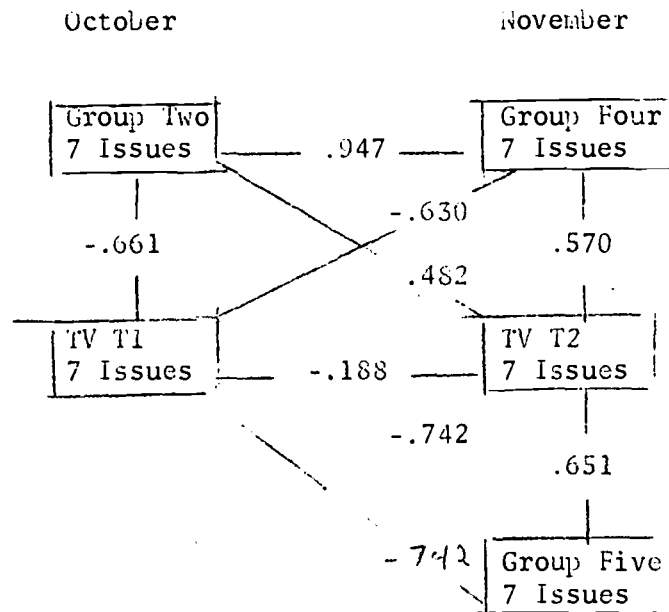 October November
Group Two Group Four
7 Issues 7 Issues
.947
-.630
-.661 .570
.482
TV T1 TV T2
7 Issues 7 Issues
-.188
-.742
.651
-742 Group Five
7 Issues